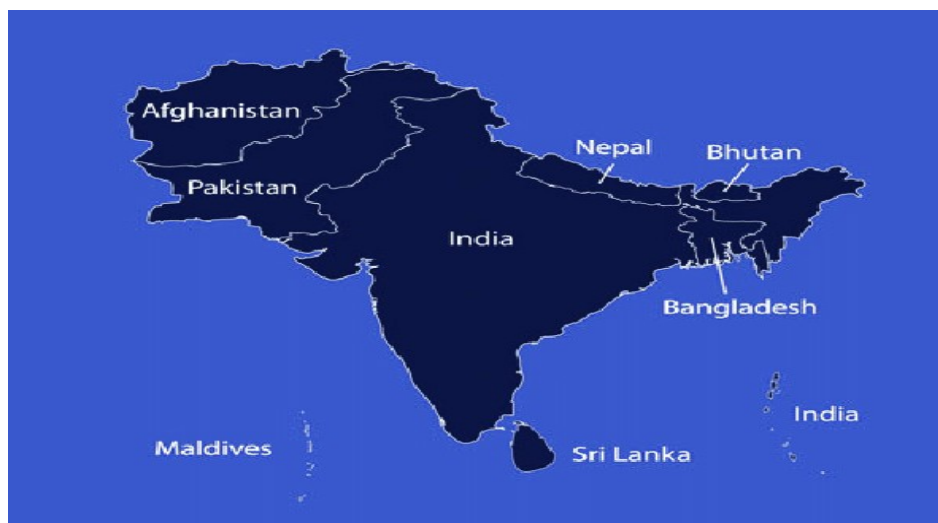 Afghanistan
Nepal
Bhutan
Pakistan
India
Bangladesh
India
Maldives
Sri Lanka